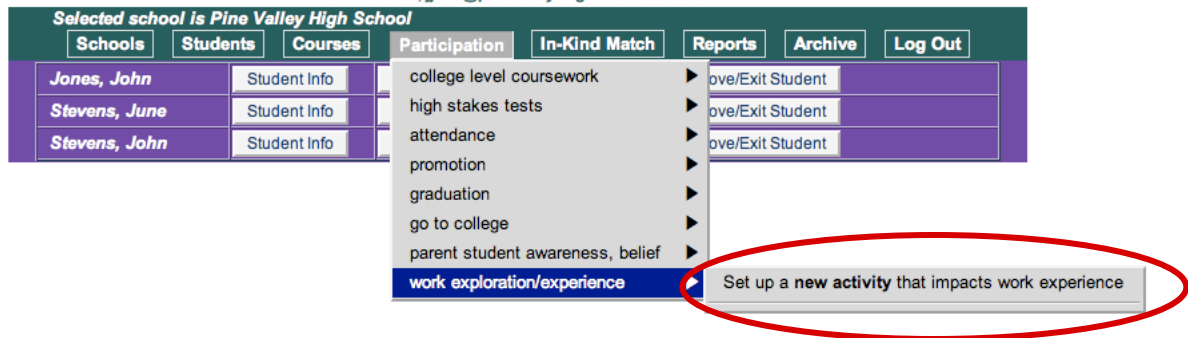 Selected school is Pine Valley High School
Schools Students Courses Participation In-Kind Match Reports Archive Log Out
Jones, John Student Info ove/Exit Student
Stevens, June Student Info ove/Exit Student
Stevens, John Student Info ove/Exit Student
college level coursework
high stakes tests
attendance
promotion
graduation
go to college
parent student awareness, belief
work exploration/experience
Set up a new activity that impacts work experience